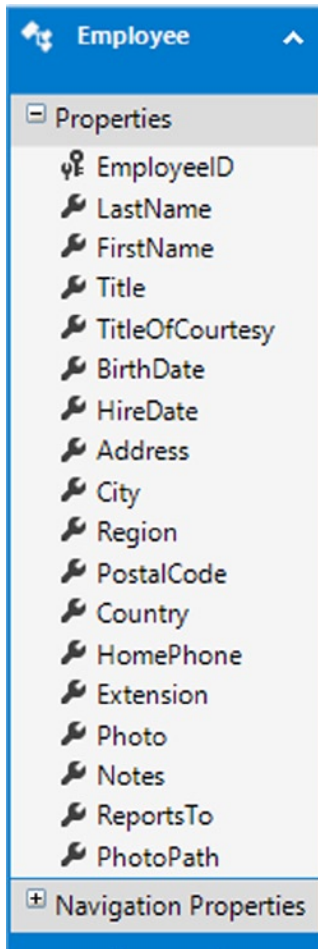 Employee
Properties
EmployeeID
LastName
FirstName
Title
TitleOfCourtesy
BirthDate
HireDate
Address
City
Region
PostalCode
Country
HomePhone
Extension
Photo
Notes
ReportsTo
PhotoPath
Navigation Properties